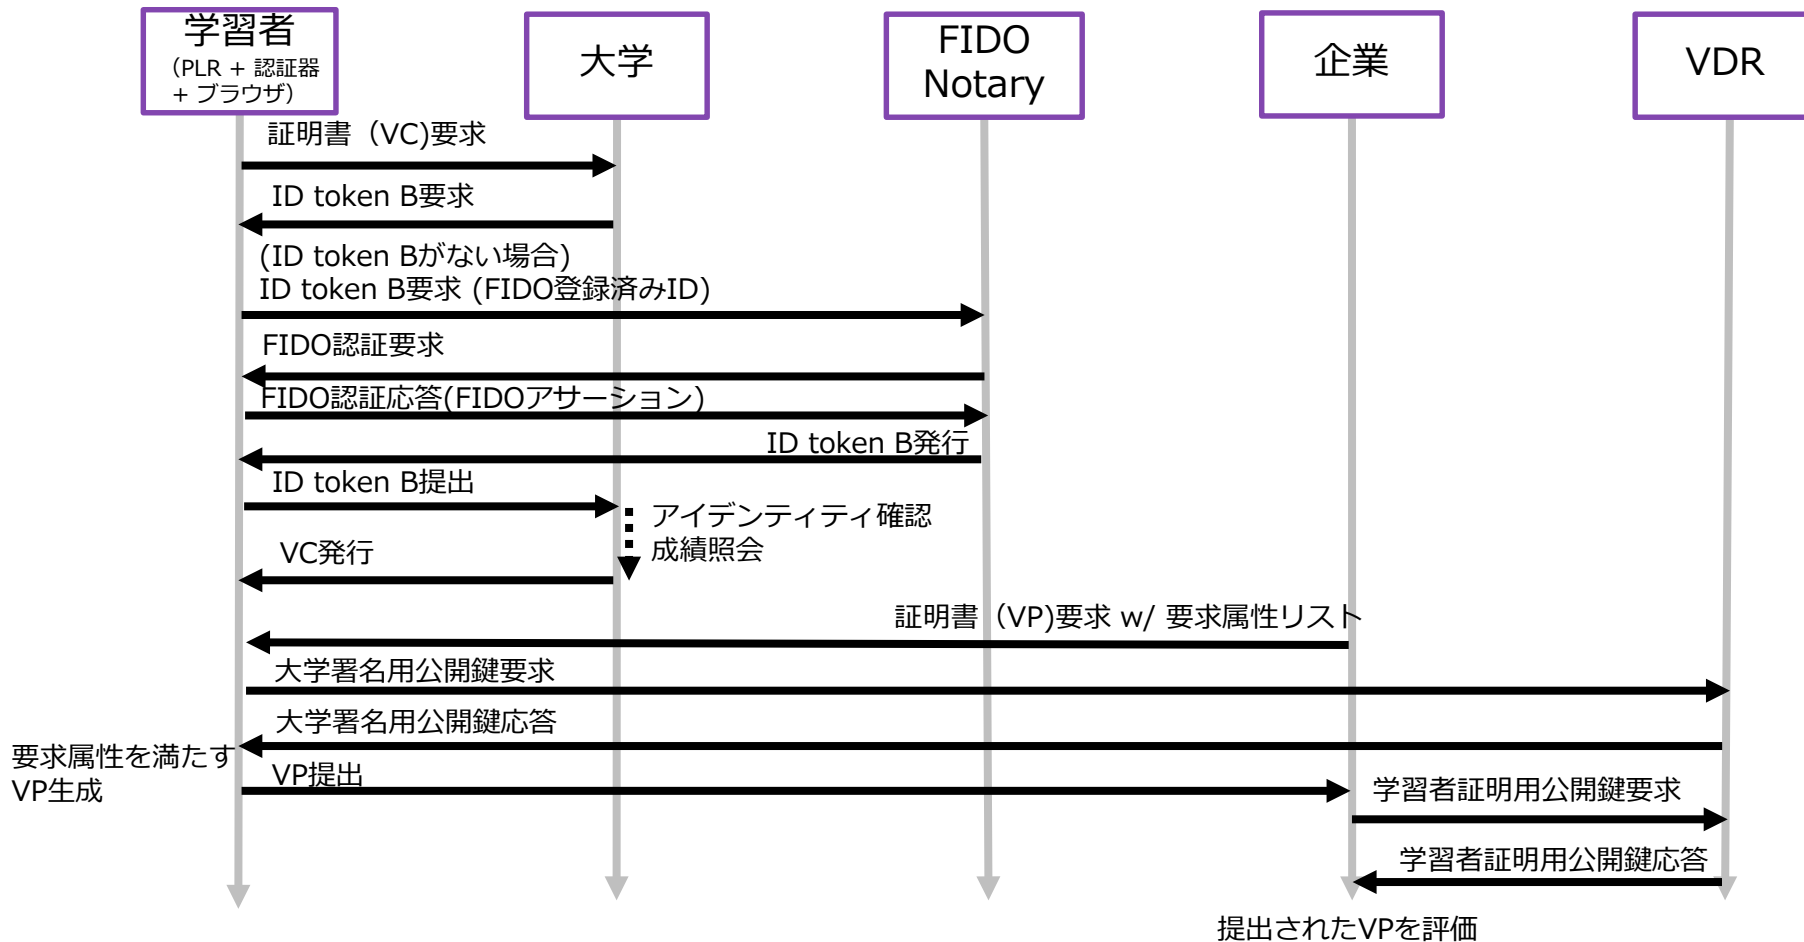 学習者
（PLR + 認証器
+ ブラウザ）
大学
FIDO
Notary
企業
VDR
証明書（VC)要求
ID token B要求
(ID token Bがない場合)
ID token B要求 (FIDO登録済みID)
FIDO認証要求
FIDO認証応答(FIDOアサーション)
ID token B発行
ID token B提出
アイデンティティ確認
成績照会
VC発行
証明書（VP)要求 w/ 要求属性リスト
大学署名用公開鍵要求
大学署名用公開鍵応答
要求属性を満たす
VP生成
VP提出
学習者証明用公開鍵要求
学習者証明用公開鍵応答
提出されたVPを評価